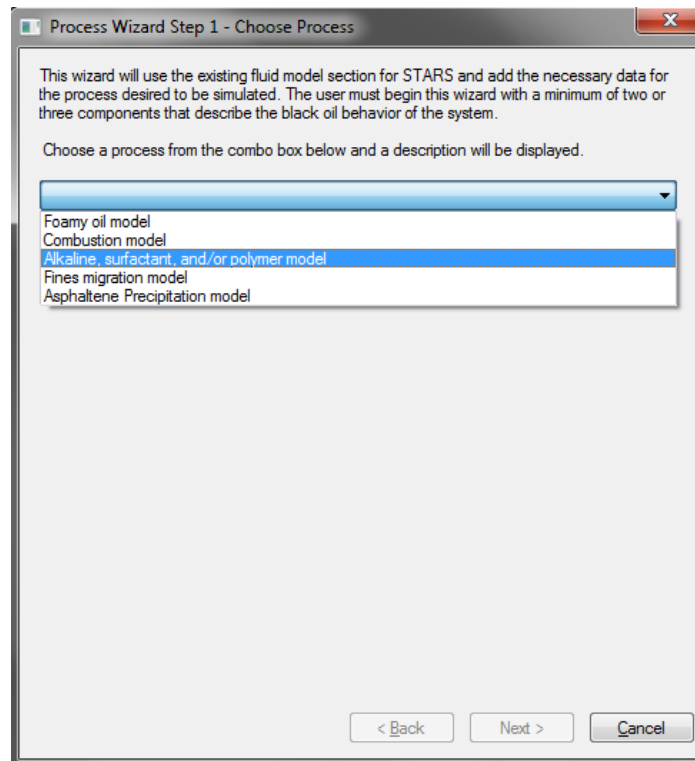 Process Wizard Step 1 - Choose Process
This wizard will use the existing fluid model section for STARS and add the necessary data for
the process desired to be simulated. The user must begin this wizard with a minimum of two or
three components that describe the black oil behavior of the system.
Choose a process from the combo box below and a description will be displayed.
Foamy oil model
Combustion model
Alkaline, surfactant, and/or polymer model
Fines migration model
Asphaltene Precipitation model
< Back Next > Cancel